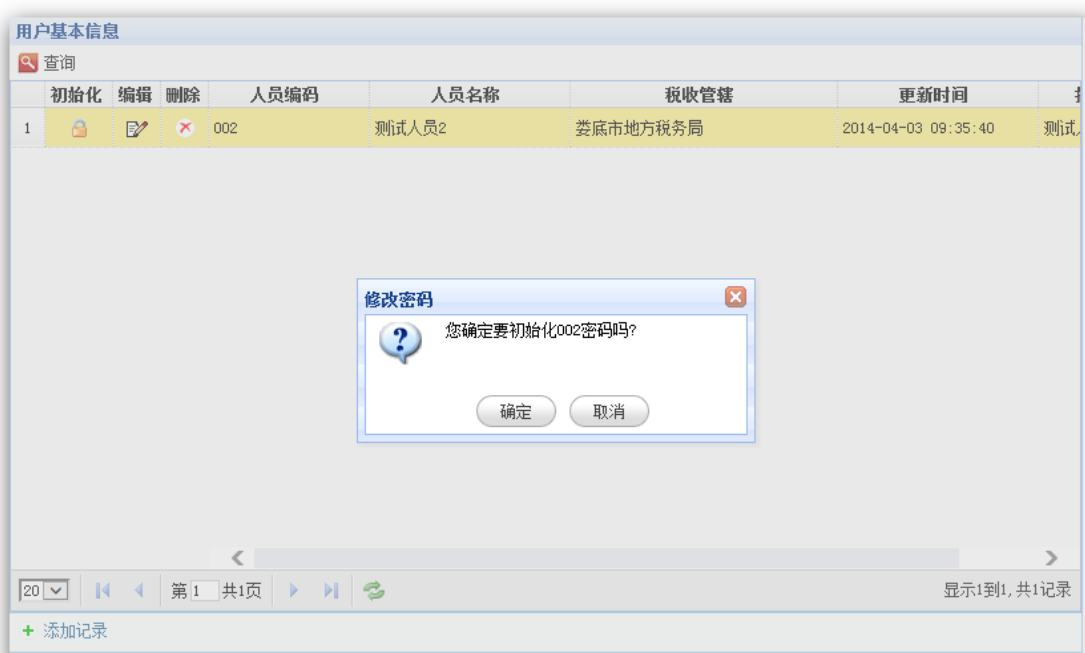 用户基本信息
查询
初始化 编辑 删除 人员编码 人员名称 税收管辖 更新时间
1 002 测试人员2 娄底市地方税务局 2014-04-03 09:35:40 测试
修改密码
您确定要初始化002密码吗?
确定 取消
20 第 1 共1页 显示1到1,共1记录
+ 添加记录